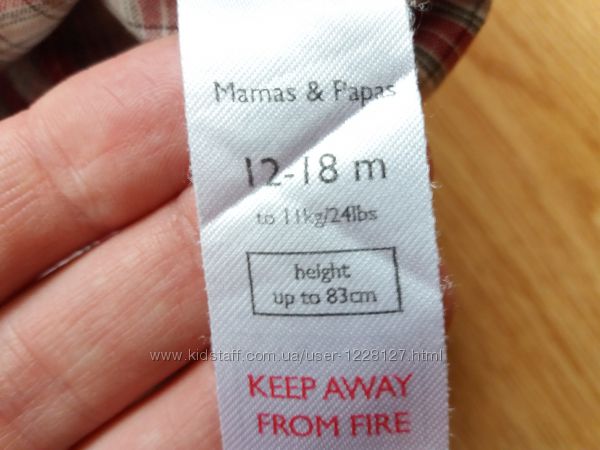 Mamas & Papas
12-18 m
to 11kg/24lbs
height
up to 83cm
www.kidstaff.com.ua/user-1228127.html
KEEP AWAY
FROM FIRE